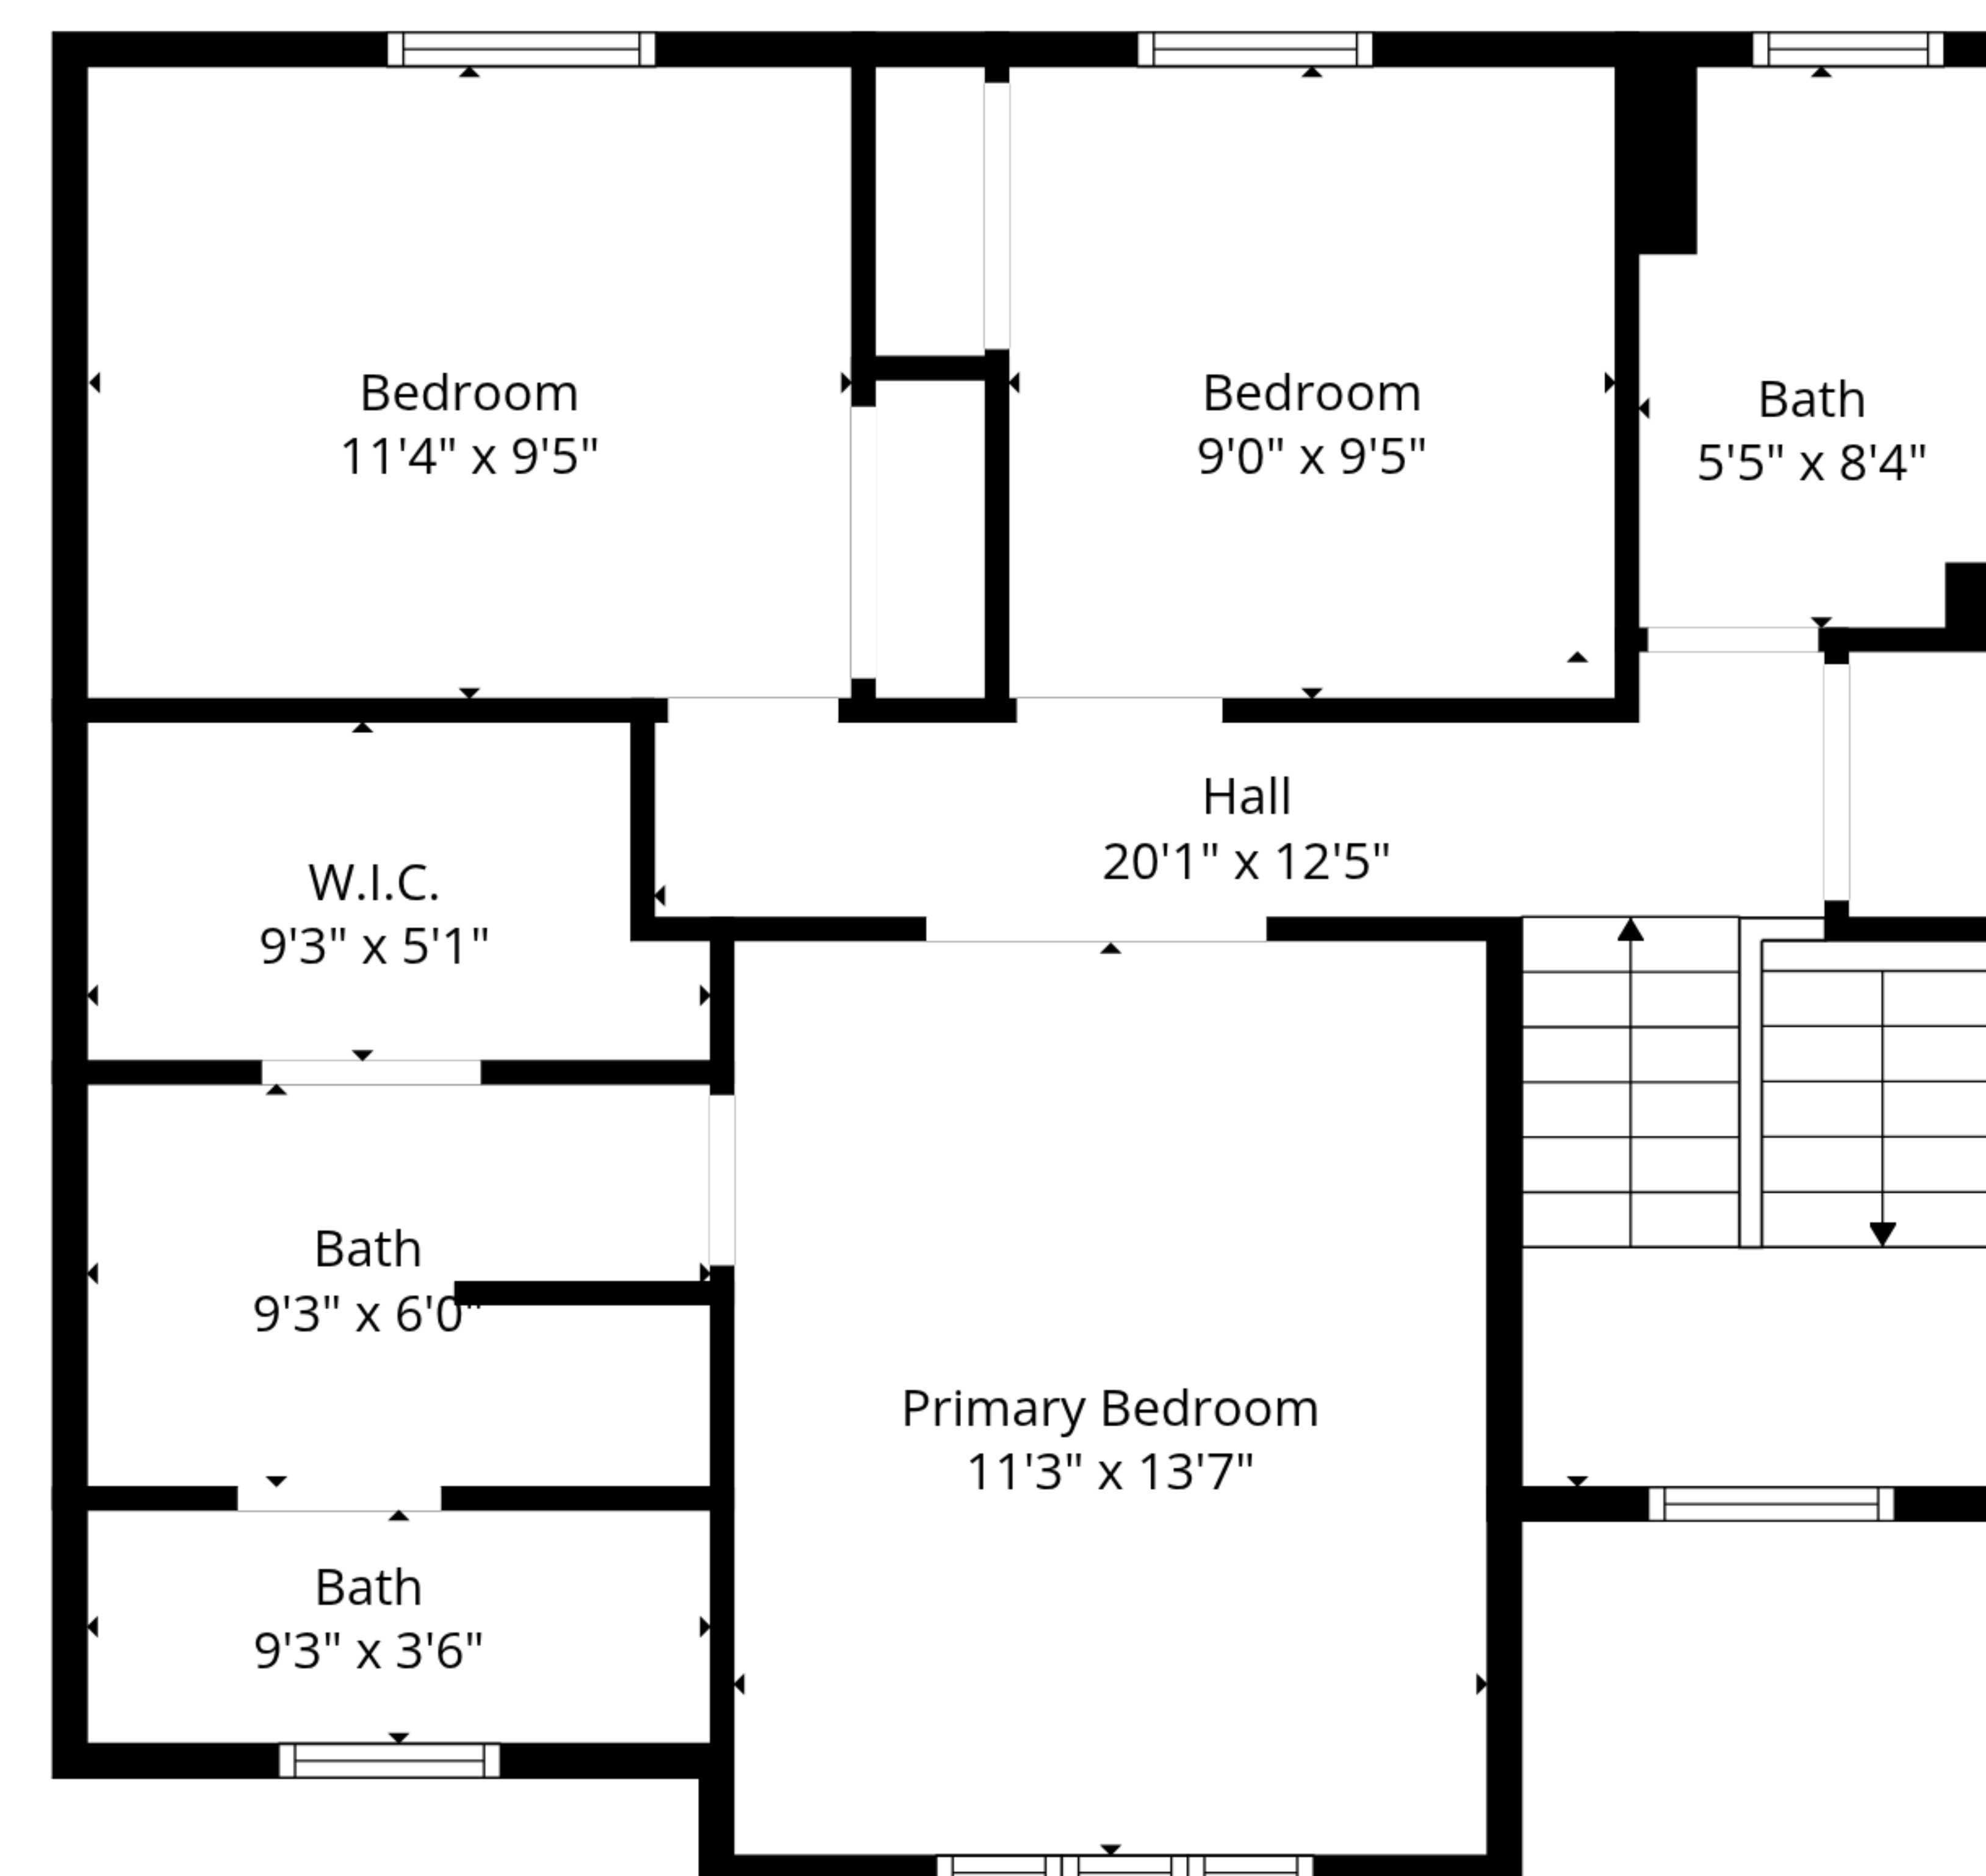 Bedroom
11'4" x 9'5"
Bedroom
9'0" x 9'5"
Bath
5'5" x 8'4"
Hall
20'1" x 12'5"
W.I.C.
9'3" x 5'1"
Bath
9'3" x 6'0"
Primary Bedroom
11'3" x 13'7"
Bath
9'3" x 3'6"